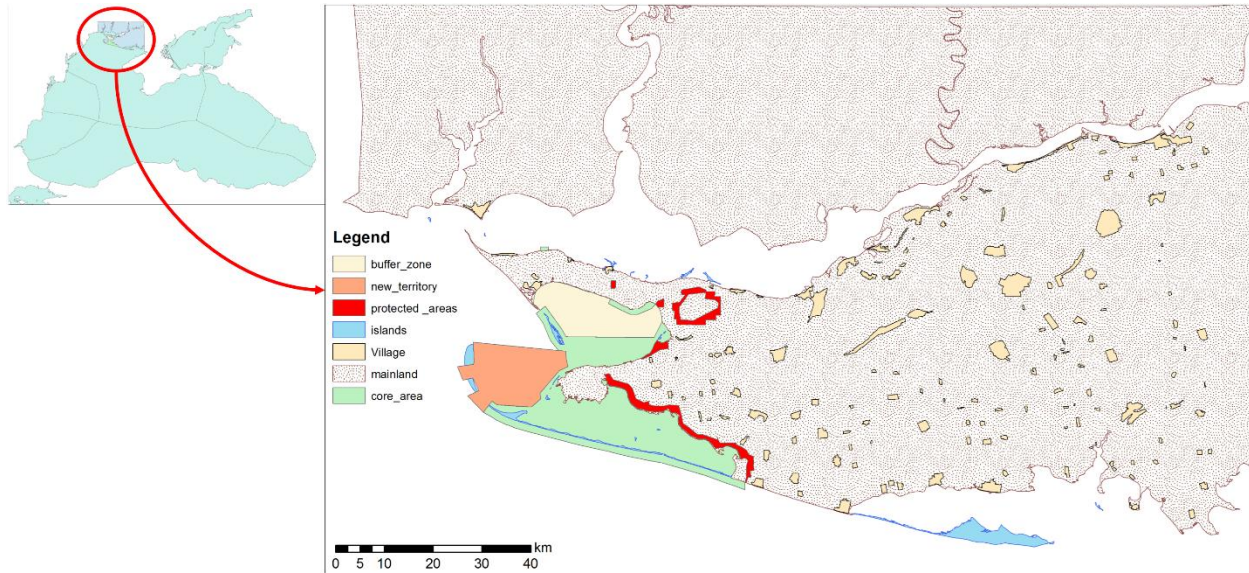 Legend
buffer_zone
new_territory
protected _areas
islands
Village
mainland
core_area
km
0 5 10 20 30 40